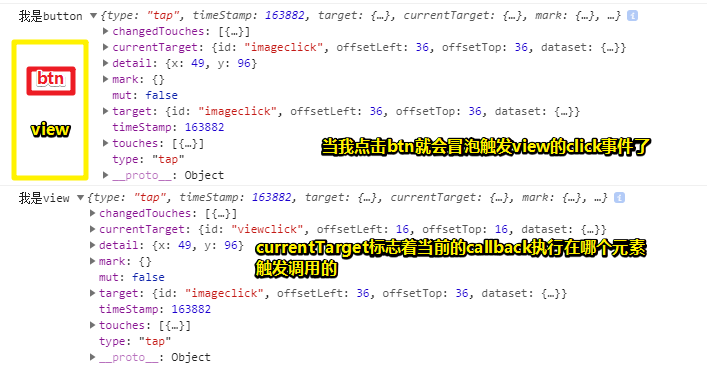 我是button ▼{type: "tap", timeStamp: 163882, target: {…}, currentTarget: {…}, mark: {…}, …} i
▶changedTouches: [{…}]
▶currentTarget: {id: "imageclick", offsetLeft: 36, offsetTop: 36, dataset: {…}}
▶detail: {x: 49, y: 96}
▶mark: {}
mut: false
▶target: {id: "imageclick", offsetLeft: 36, offsetTop: 36, dataset: {…}}
timeStamp: 163882
▶touches: [{…}]
type: "tap"
▶__proto__: Object
btn
view
当我点击btn就会冒泡触发view的click事件了
我是view ▼{type: "tap", timeStamp: 163882, target: {…}, currentTarget: {…}, mark: {…}, …} i
▶changedTouches: [{…}]
▶currentTarget: {id: "viewclick", offsetLeft: 16, offsetTop: 16, dataset: {…}}
▶detail: {x: 49, y: 96}
▶mark: {}
mut: false
▶target: {id: "imageclick", offsetLeft: 36, offsetTop: 36, dataset: {…}}
timeStamp: 163882
▶touches: [{…}]
type: "tap"
▶__proto__: Object
currentTarget标志着当前的callback执行在哪个元素
触发调用的